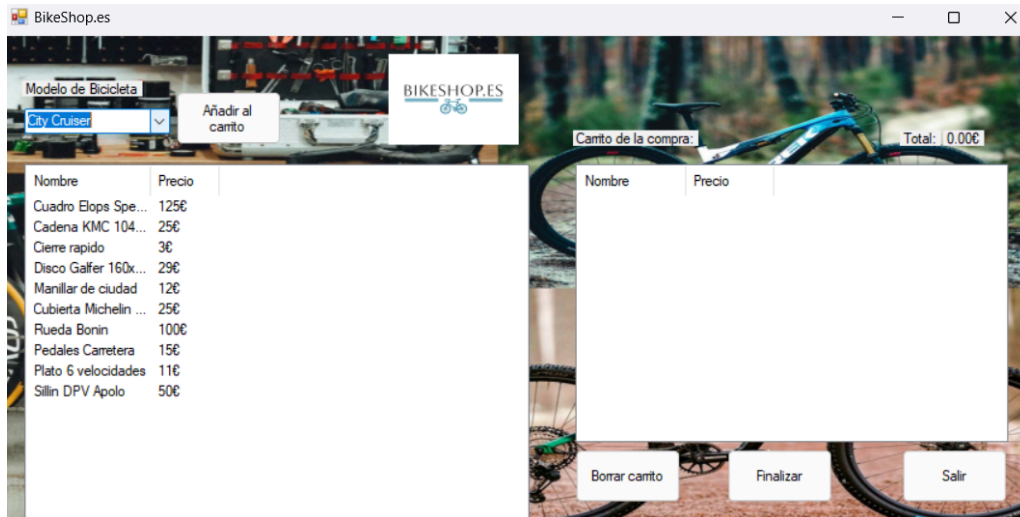 BikeShop.es
Modelo de Bicicleta
City Cruiser
Añadir al
carrito
BIKESHOP.ES
Carrito de la compra:
Total: 0.00€
Nombre Precio
Cuadro Elops Spe... 125€
Cadena KMC 104... 25€
Cierre rapido 3€
Disco Galfer 160x... 29€
Manillar de ciudad 12€
Cubierta Michelin ... 25€
Rueda Bonin 100€
Pedales Carretera 15€
Plato 6 velocidades 11€
Sillin DPV Apolo 50€
Nombre Precio
Borrar carrito
Finalizar
Salir